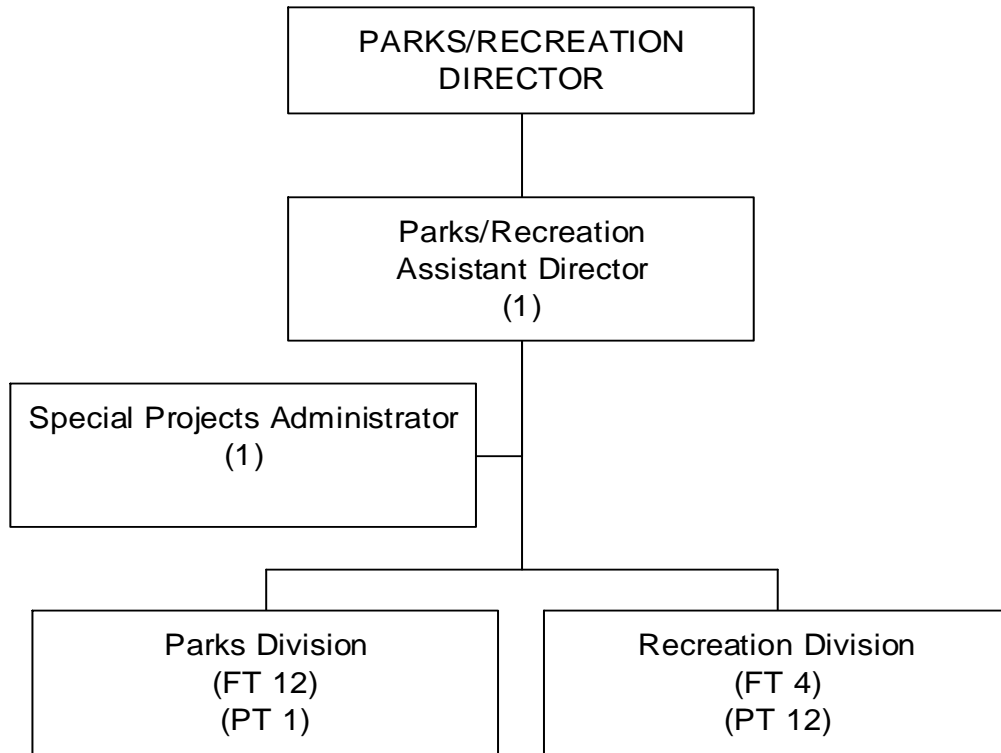 PARKS/RECREATION
DIRECTOR
Parks/Recreation
Assistant Director
(1)
Special Projects Administrator
(1)
Parks Division
(FT 12)
(PT 1)
Recreation Division
(FT 4)
(PT 12)